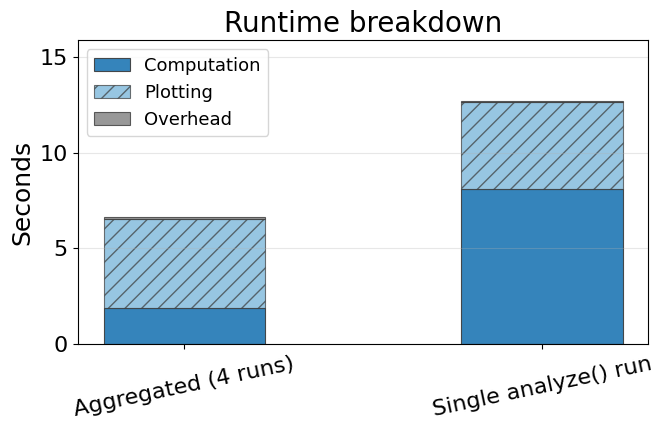 Runtime breakdown
Seconds
15
10
5
0
Computation
Plotting
Overhead
Aggregated (4 runs)
Single analyze() run